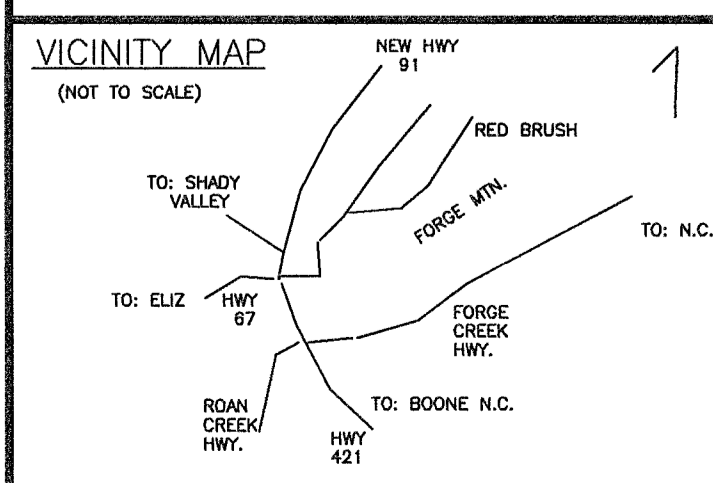 VICINITY MAP
(NOT TO SCALE)
NEW HWY
91
RED BRUSH
TO: SHADY
VALLEY
FORGE MTN.
TO: N.C.
TO: ELIZ
HWY
67
FORGE
CREEK
HWY.
ROAN
CREEK
HWY.
TO: BOONE N.C.
HWY
421